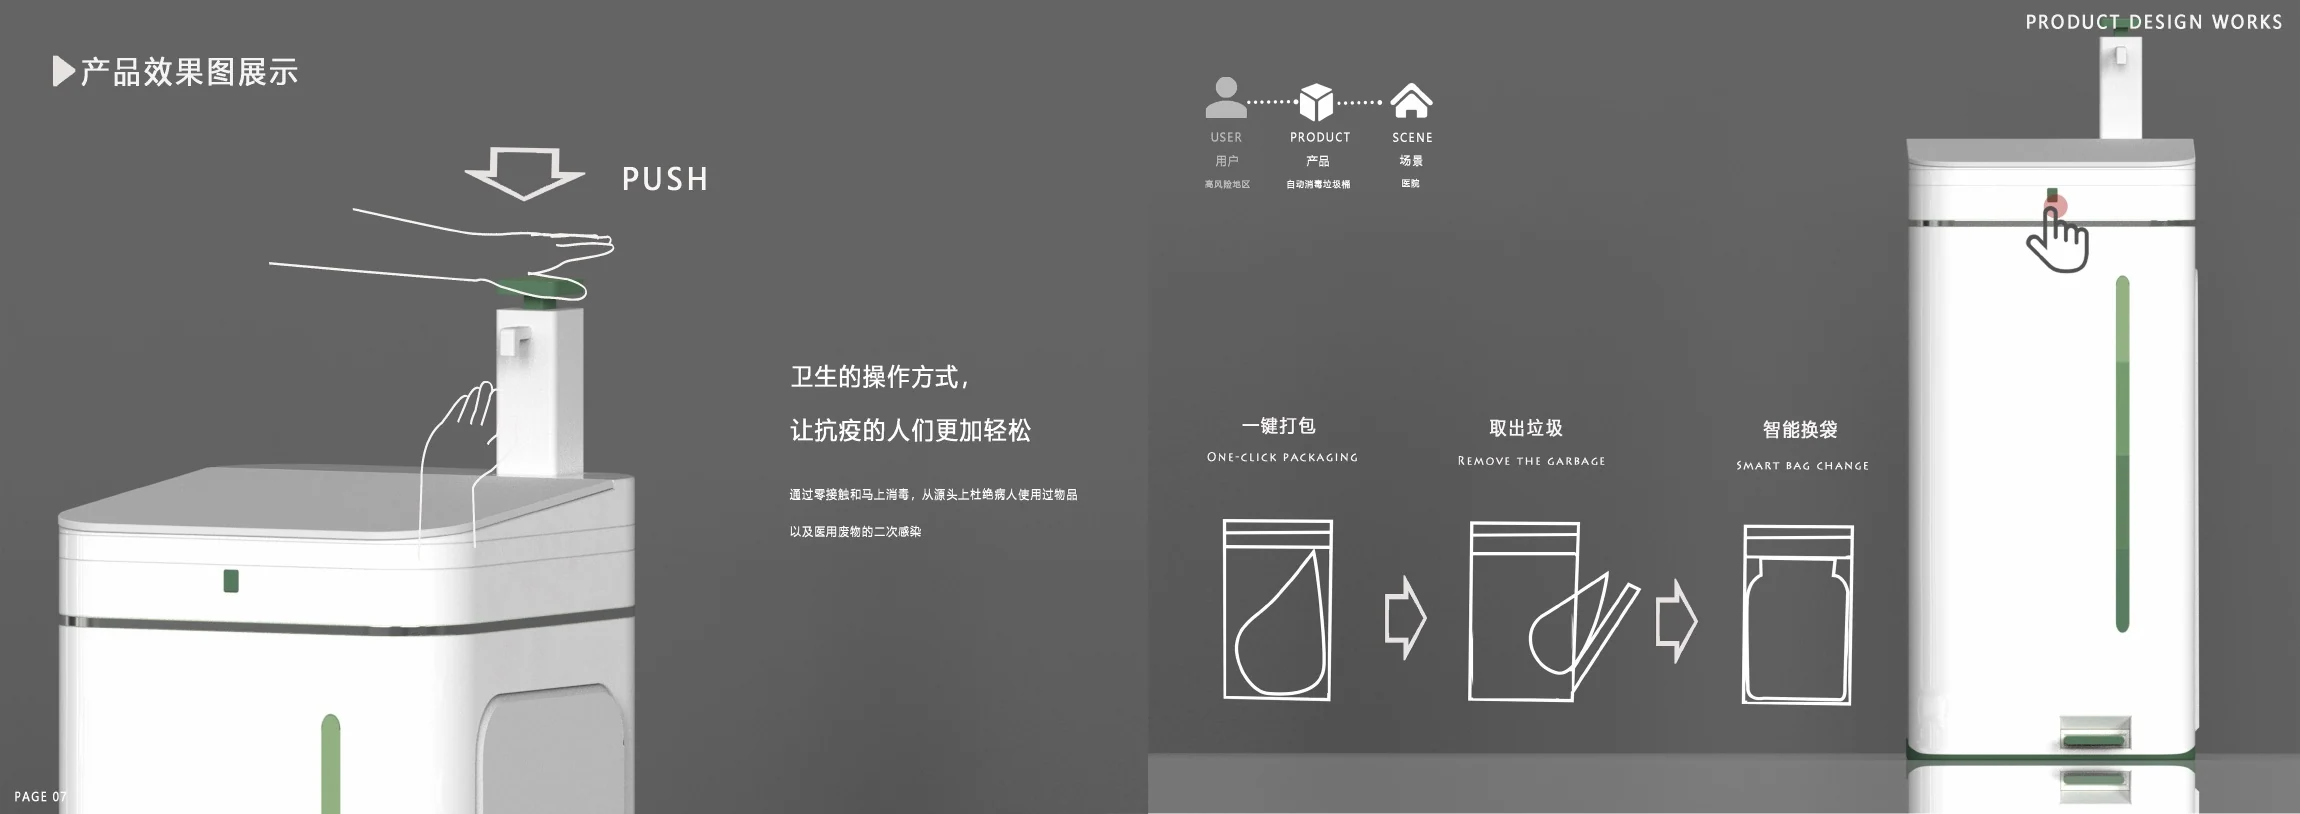 PRODUCT DESIGN WORKS
产品效果图展示
PUSH
卫生的操作方式，
让抗疫的人们更加轻松
通过零接触和马上消毒，从源头上杜绝病人使用过物品
以及医用废物的二次感染
PAGE 07
USER PRODUCT SCENE
用户 产品 场景
高风险地区 自动消毒垃圾桶 医院
一键打包 取出垃圾 智能换袋
ONE-CLICK PACKAGING REMOVE THE GARBAGE SMART BAG CHANGE